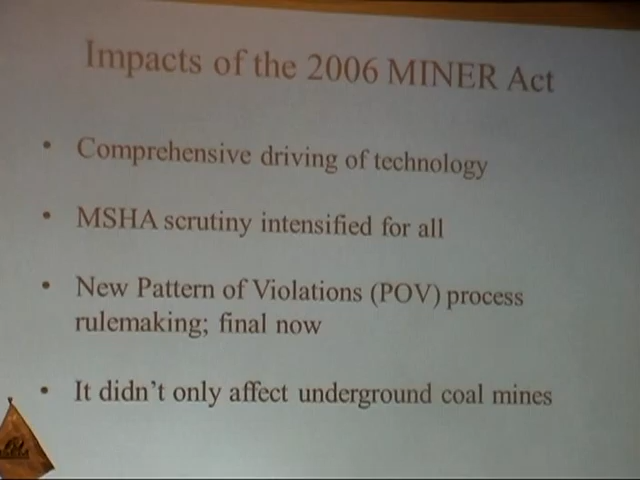 Impacts of the 2006 MINER Act
• Comprehensive driving of technology
• MSHA scrutiny intensified for all
• New Pattern of Violations (POV) process
rulemaking; final now
• It didn't only affect underground coal mines